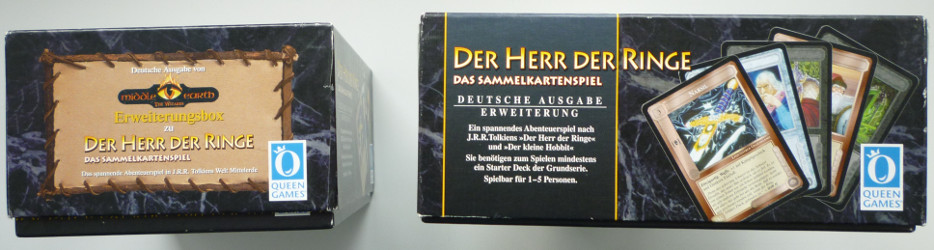 Deutsche Ausgabe von
MIDDLE EARTH
THE WIZARDS
Erweiterungsbox
zu
DER HERR DER RINGE
DAS SAMMELKARTENSPIEL
Das spannende Abenteuerspiel in J.R.R. Tolkiens Welt Mittelerde
QUEEN
GAMES
DER HERR DER RINGE
DAS SAMMELKARTENSPIEL
DEUTSCHE AUSGABE
ERWEITERUNG
Ein spannendes Abenteuerspiel nach
J.R.R.Tolkiens »Der Herr der Ringe«
und »Der kleine Hobbit«
Sie benötigen zum Spielen mindestens
ein Starter Deck der Grundserie.
Spielbar für 1–5 Personen.
QUEEN
GAMES